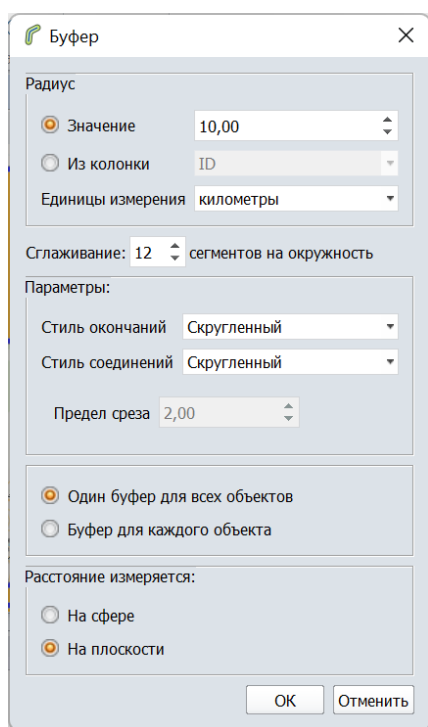 Буфер
Радиус
Значение 10,00
Из колонки ID
Единицы измерения километры
Сглаживание: 12 сегментов на окружность
Параметры:
Стиль окончаний Скругленный
Стиль соединений Скругленный
Предел среза 2,00
Один буфер для всех объектов
Буфер для каждого объекта
Расстояние измеряется:
На сфере
На плоскости
OK Отменить